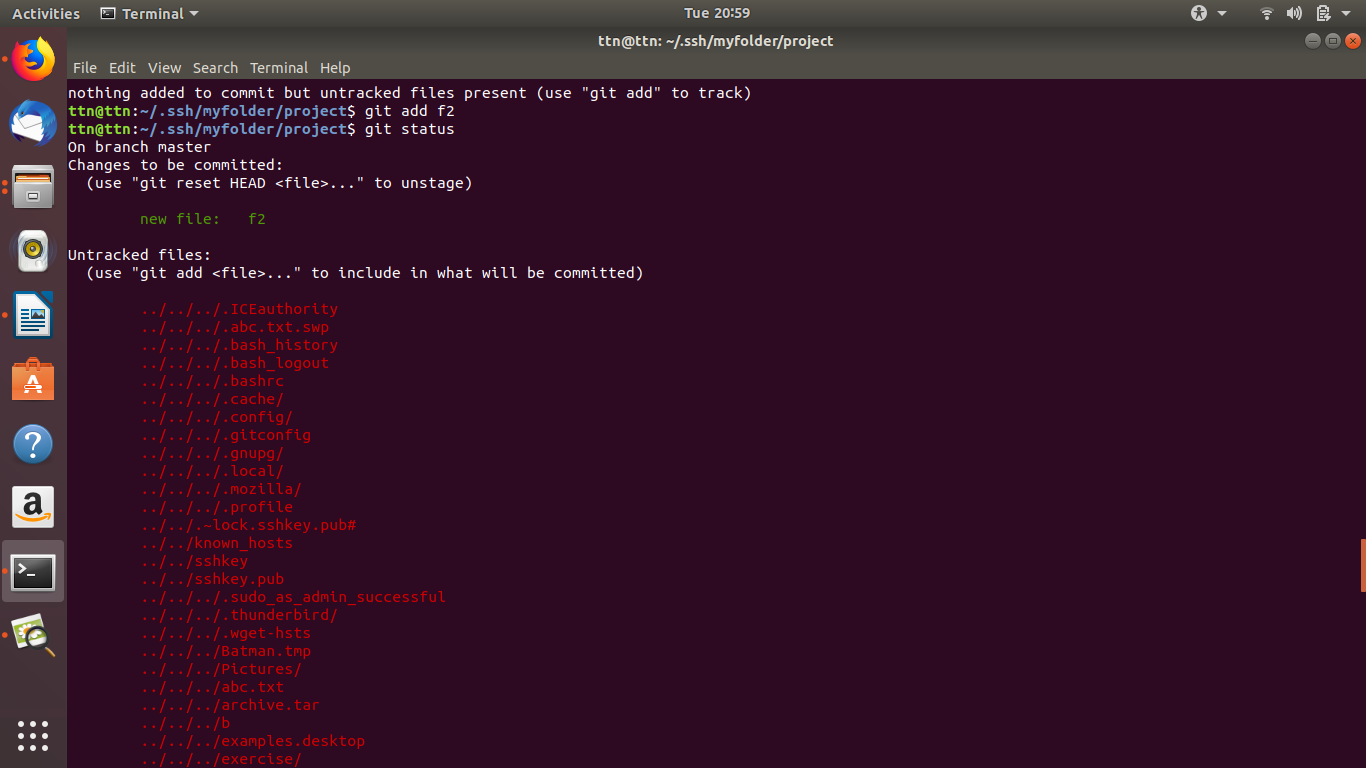 Activities Terminal Tue 20:59
ttn@ttn: ~/.ssh/myfolder/project
File Edit View Search Terminal Help
nothing added to commit but untracked files present (use "git add" to track)
ttn@ttn:~/.ssh/myfolder/project$ git add f2
ttn@ttn:~/.ssh/myfolder/project$ git status
On branch master
Changes to be committed:
  (use "git reset HEAD <file>..." to unstage)
        new file:   f2
Untracked files:
  (use "git add <file>..." to include in what will be committed)
        ../../../.ICEauthority
        ../../../.abc.txt.swp
        ../../../.bash_history
        ../../../.bash_logout
        ../../../.bashrc
        ../../../.cache/
        ../../../.config/
        ../../../.gitconfig
        ../../../.gnupg/
        ../../../.local/
        ../../../.mozilla/
        ../../../.profile
        ../../.~lock.sshkey.pub#
        ../../known_hosts
        ../../sshkey
        ../../sshkey.pub
        ../../../.sudo_as_admin_successful
        ../../../.thunderbird/
        ../../../.wget-hsts
        ../../../Batman.tmp
        ../../../Pictures/
        ../../../abc.txt
        ../../../archive.tar
        ../../../b
        ../../../examples.desktop
        ../../../exercise/